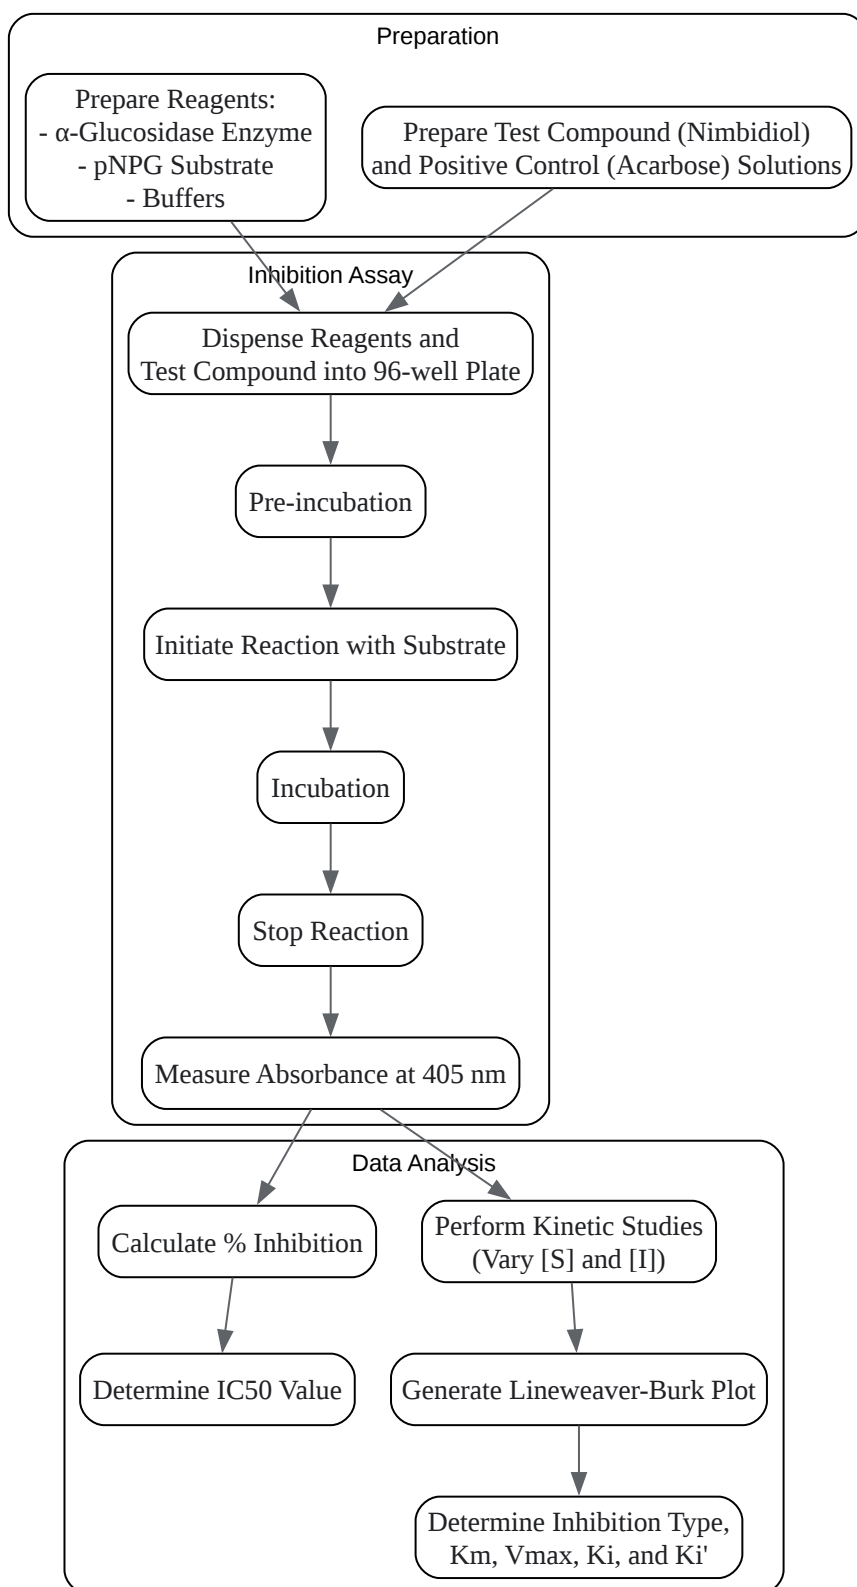 Preparation
Prepare Reagents:
- α-Glucosidase Enzyme
- pNPG Substrate
- Buffers
Prepare Test Compound (Nimbidiol)
and Positive Control (Acarbose) Solutions
Inhibition Assay
Dispense Reagents and
Test Compound into 96-well Plate
Pre-incubation
Initiate Reaction with Substrate
Incubation
Stop Reaction
Measure Absorbance at 405 nm
Data Analysis
Calculate % Inhibition
Determine IC50 Value
Perform Kinetic Studies
(Vary [S] and [I])
Generate Lineweaver-Burk Plot
Determine Inhibition Type,
Km, Vmax, Ki, and Ki'